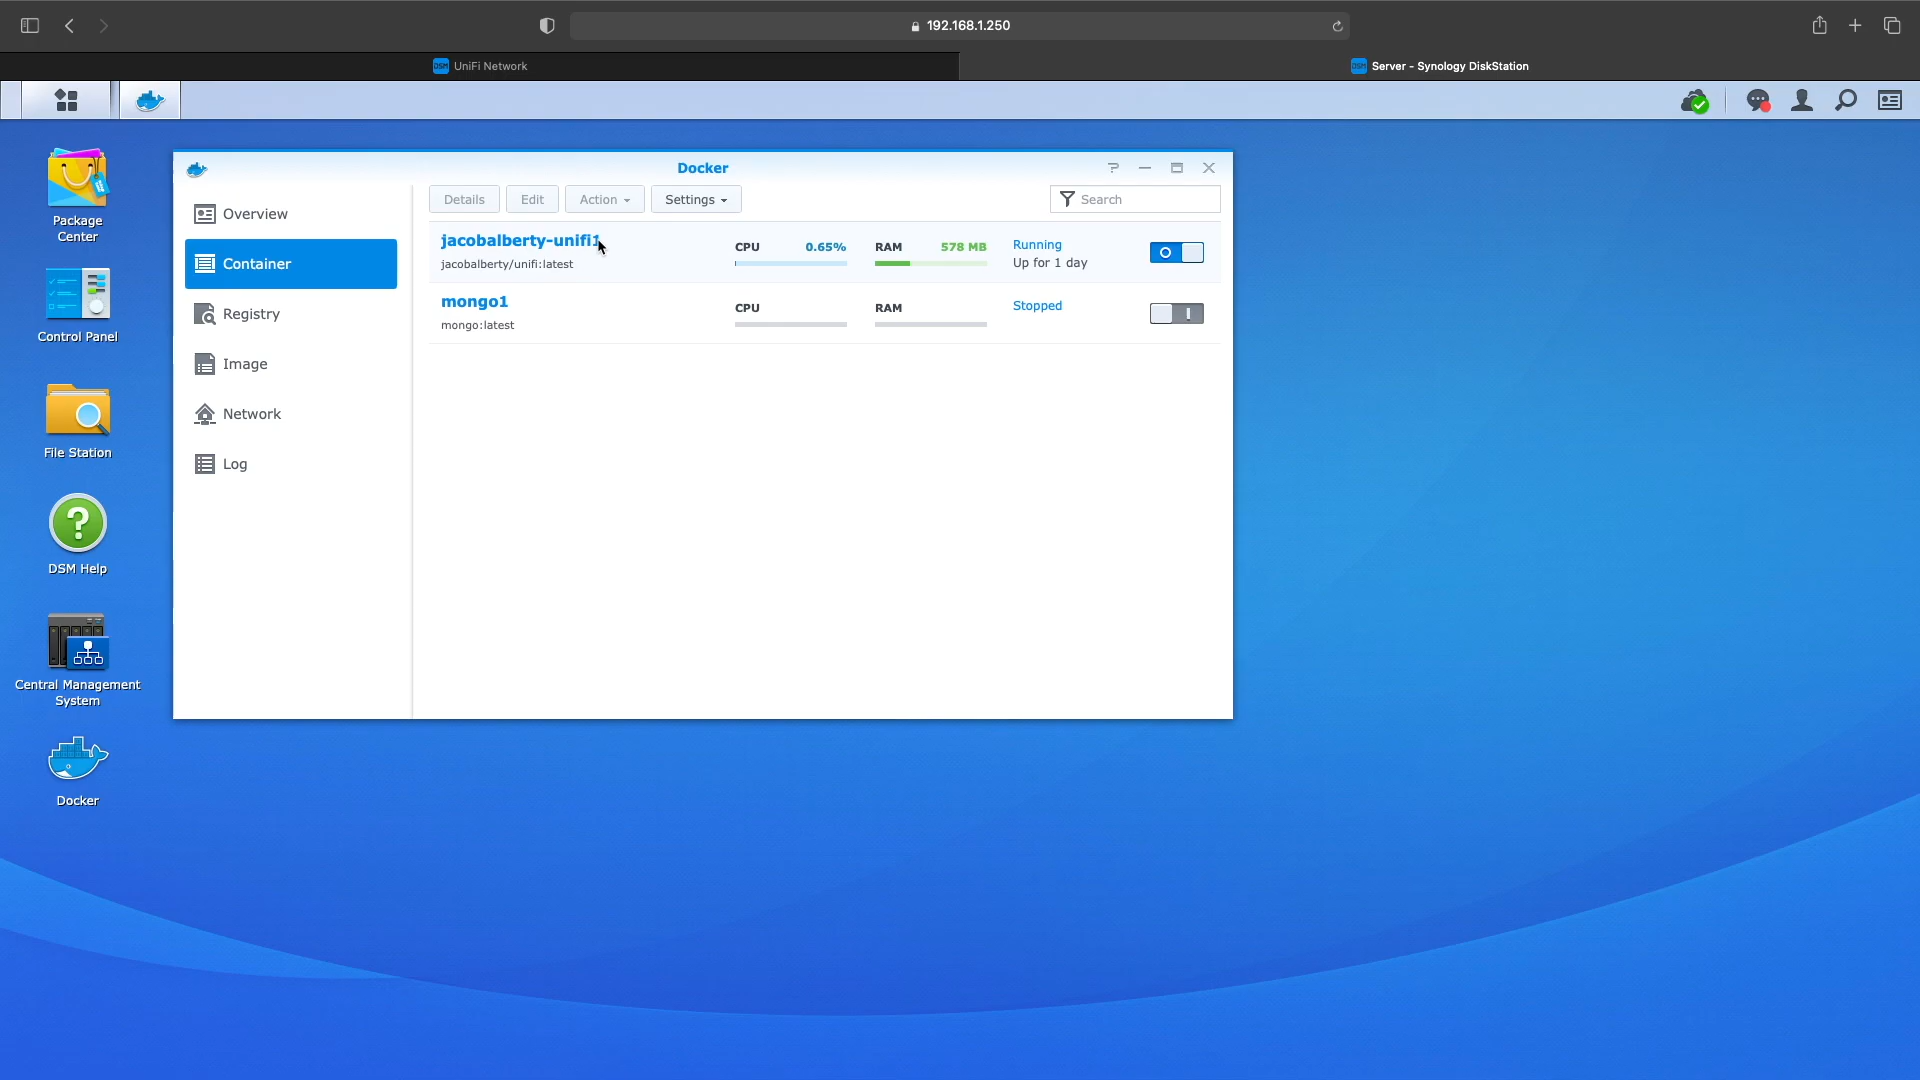 192.168.1.250
UniFi Network
Server - Synology DiskStation
Package
Center
Control Panel
File Station
DSM Help
Central Management
System
Docker
Docker
Overview
Container
Registry
Image
Network
Log
Details
Edit
Action
Settings
Search
jacobalberty-unifi1
jacobalberty/unifi:latest
CPU 0.65%
RAM 578 MB
Running
Up for 1 day
mongo1
mongo:latest
CPU
RAM
Stopped